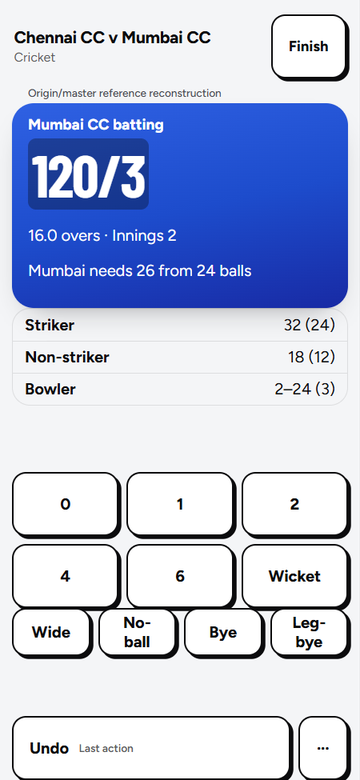 Chennai CC v Mumbai CC
Cricket
Finish
Origin/master reference reconstruction
Mumbai CC batting
120/3
16.0 overs · Innings 2
Mumbai needs 26 from 24 balls
Striker 32 (24)
Non-striker 18 (12)
Bowler 2–24 (3)
0 1 2
4 6 Wicket
Wide No-ball Bye Leg-bye
Undo Last action ...